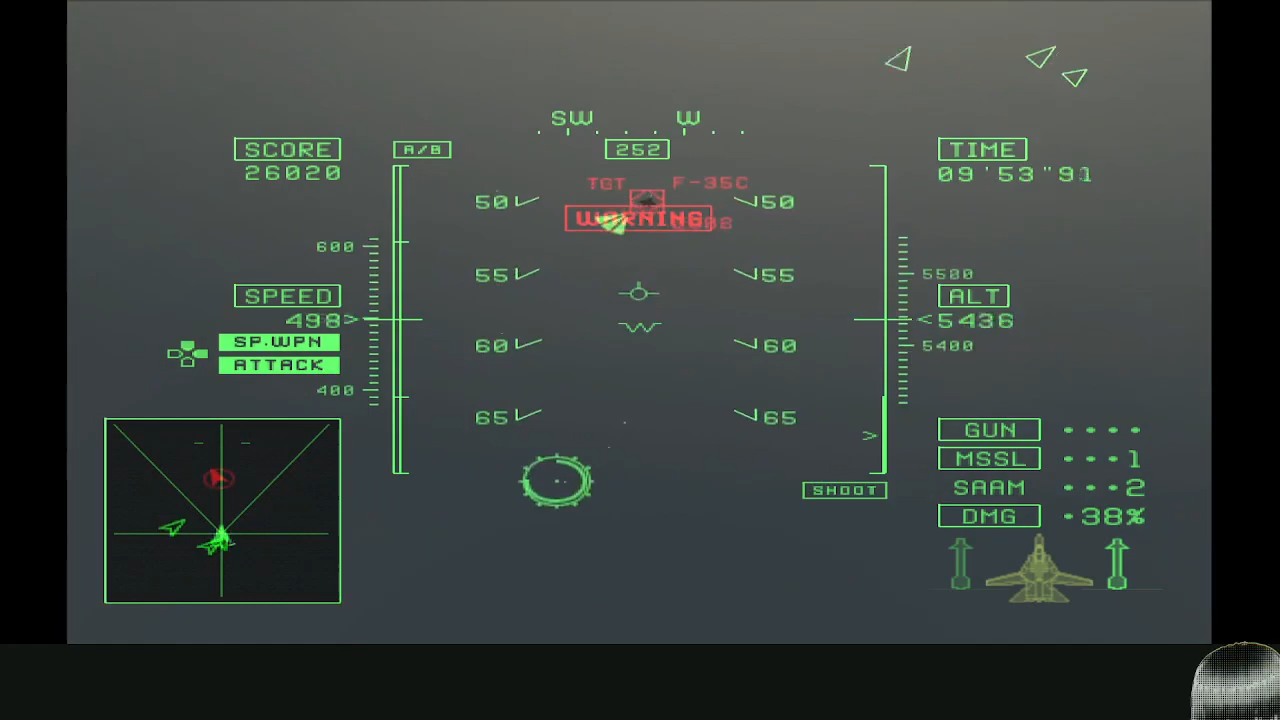 SW W
SCORE A/B 252 TIME
26020 09'53"91
TGT F-35C
50 50
WARNING
600
55 55 5500
SPEED ALT
498> <5436
SP.WPN
60 60 5400
ATTACK
400
65 65
GUN
MSSL 1
SHOOT SAAM 2
DMG 38%